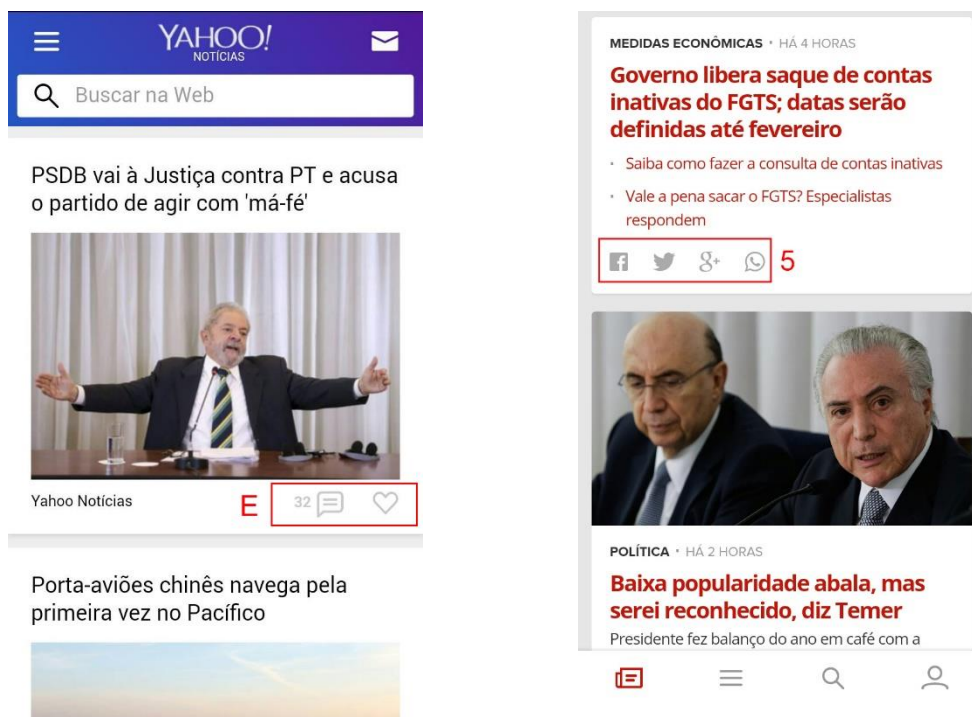 YAHOO!
NOTÍCIAS
Buscar na Web
PSDB vai à Justiça contra PT e acusa
o partido de agir com 'má-fé'
Yahoo Notícias
E
32
Porta-aviões chinês navega pela
primeira vez no Pacífico
MEDIDAS ECONÔMICAS • HÁ 4 HORAS
Governo libera saque de contas
inativas do FGTS; datas serão
definidas até fevereiro
• Saiba como fazer a consulta de contas inativas
• Vale a pena sacar o FGTS? Especialistas
respondem
g+
5
POLÍTICA • HÁ 2 HORAS
Baixa popularidade abala, mas
serei reconhecido, diz Temer
Presidente fez balanço do ano em café com a